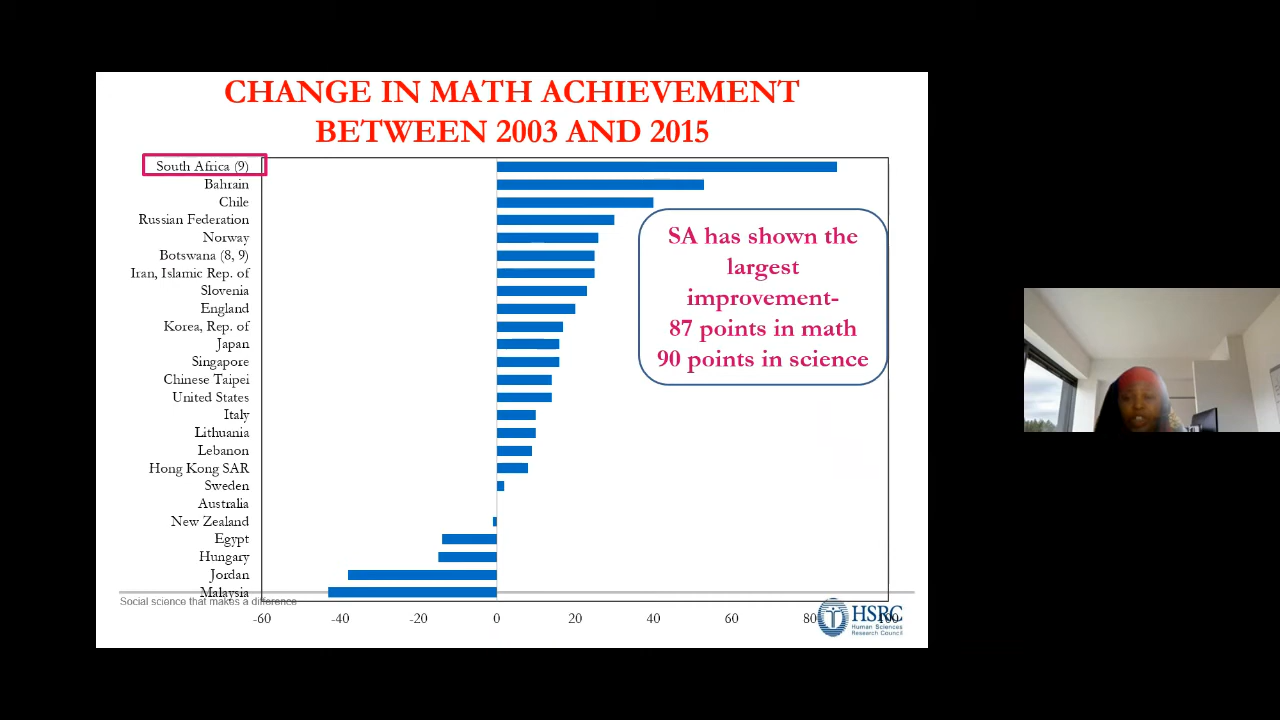 CHANGE IN MATH ACHIEVEMENT
BETWEEN 2003 AND 2015
South Africa (9)
Bahrain
Chile
Russian Federation
Norway
Botswana (8, 9)
Iran, Islamic Rep. of
Slovenia
England
Korea, Rep. of
Japan
Singapore
Chinese Taipei
United States
Italy
Lithuania
Lebanon
Hong Kong SAR
Sweden
Australia
New Zealand
Egypt
Hungary
Jordan
Malaysia
SA has shown the
largest
improvement-
87 points in math
90 points in science
Social science that makes a difference
-60 -40 -20 0 20 40 60 80 100
HSRC
Human Sciences
Research Council